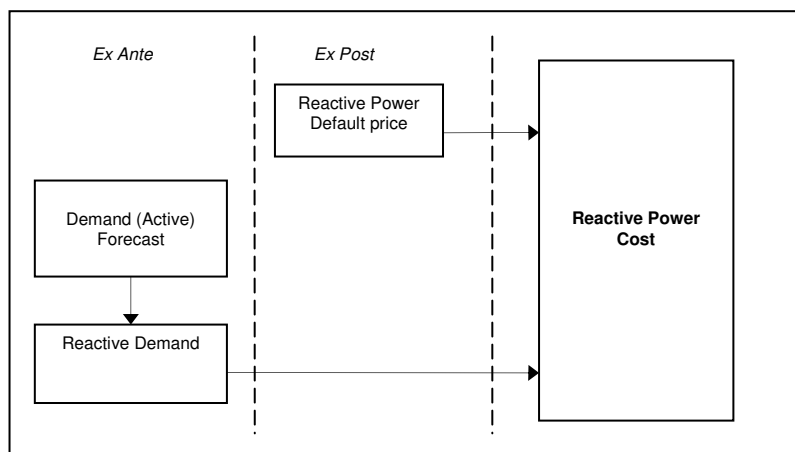 Ex Ante
Ex Post
Reactive Power
Default price
Demand (Active)
Forecast
Reactive Power
Cost
Reactive Demand